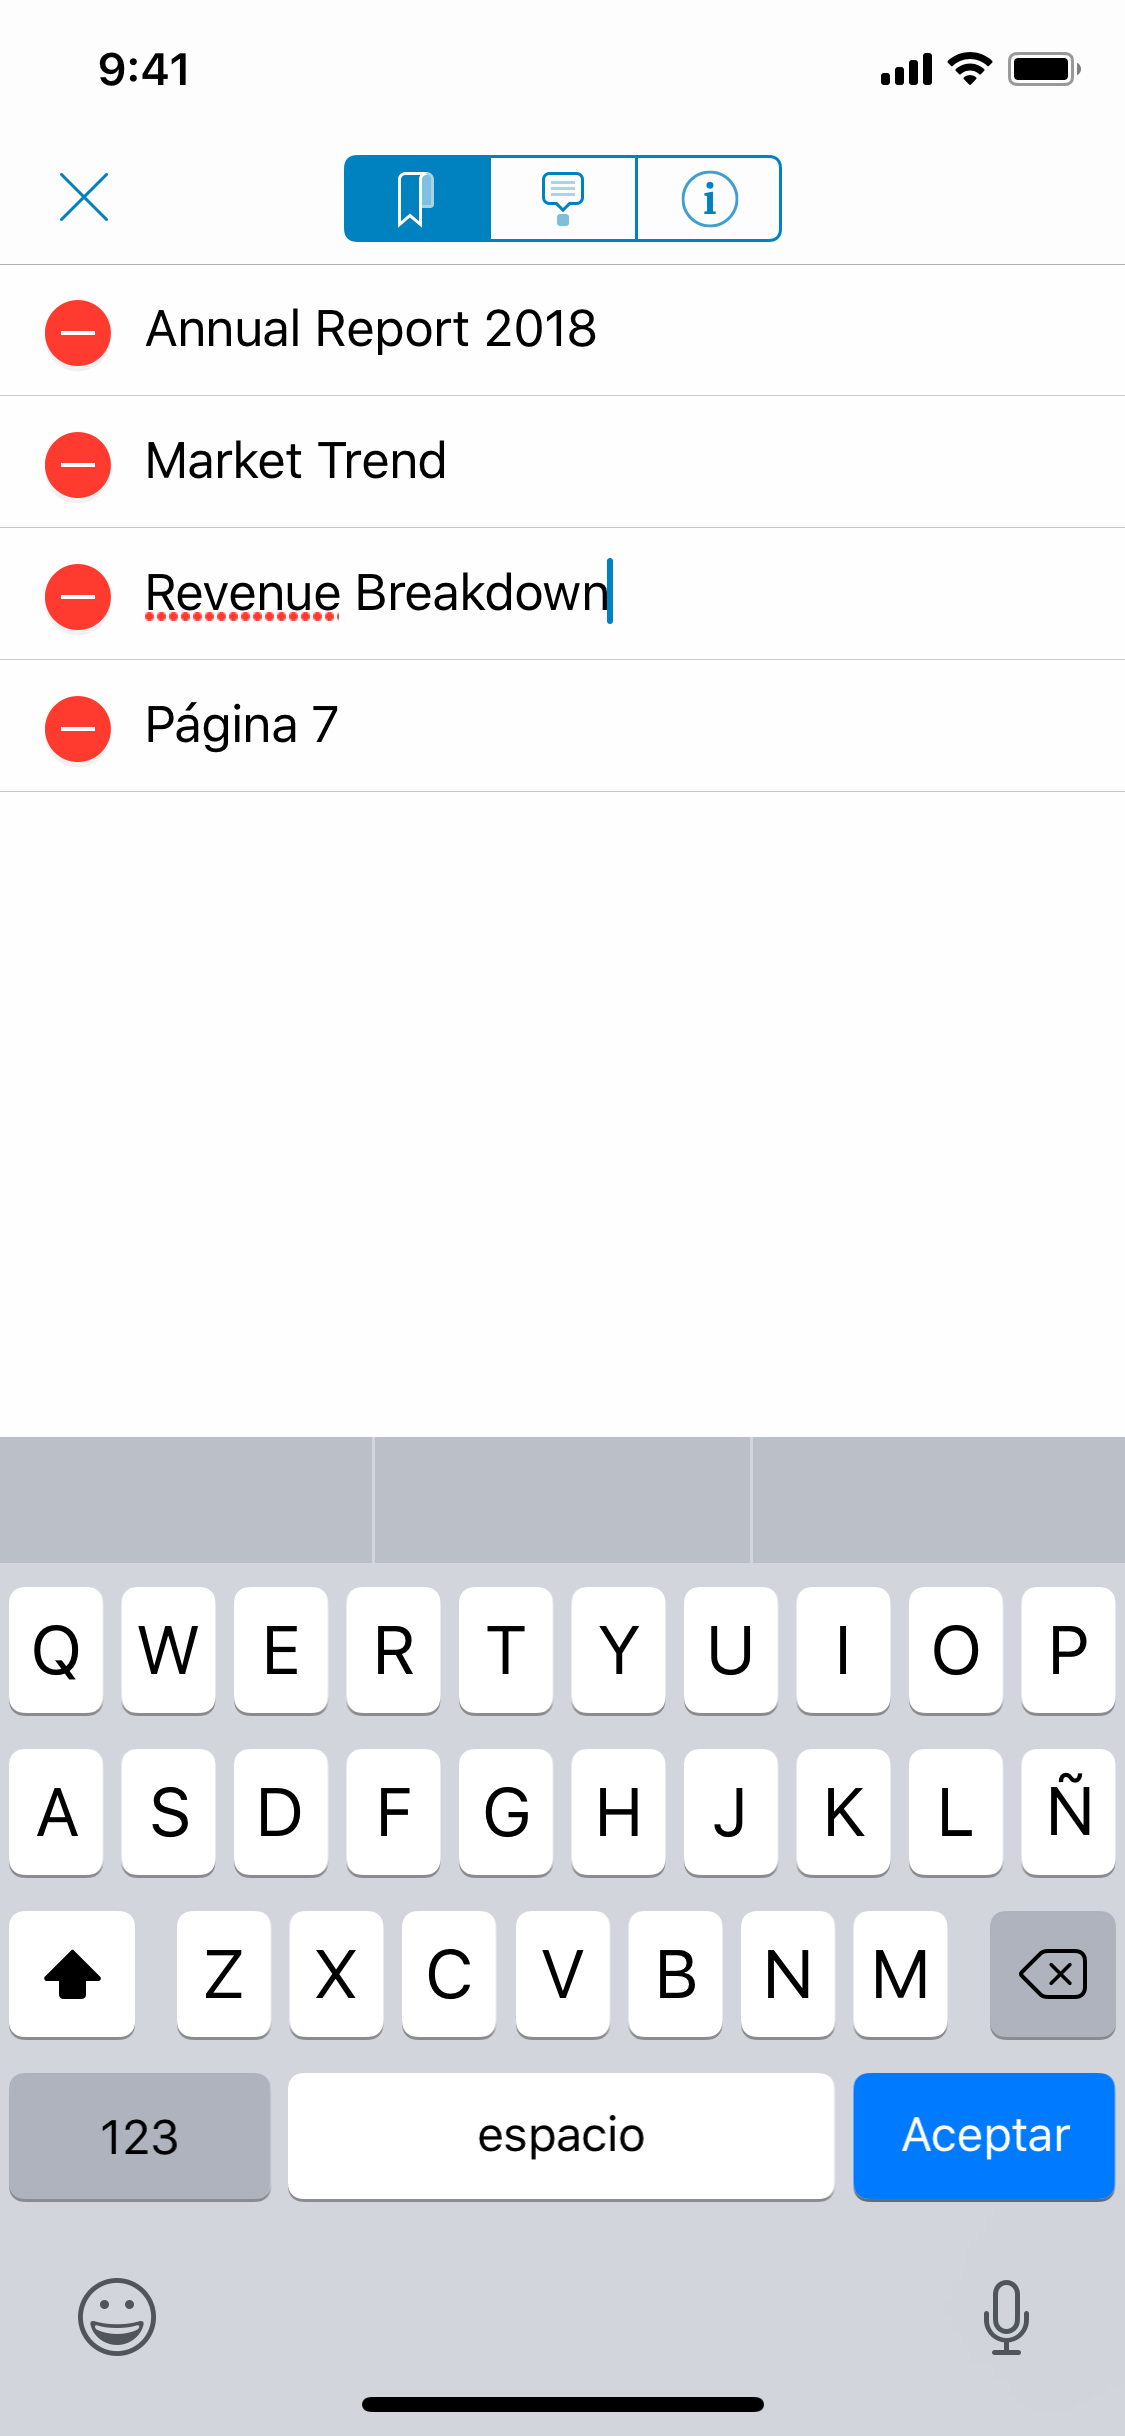 9:41
Annual Report 2018
Market Trend
Revenue Breakdown
Página 7
Q W E R T Y U I O P
A S D F G H J K L Ñ
Z X C V B N M
123 espacio Aceptar